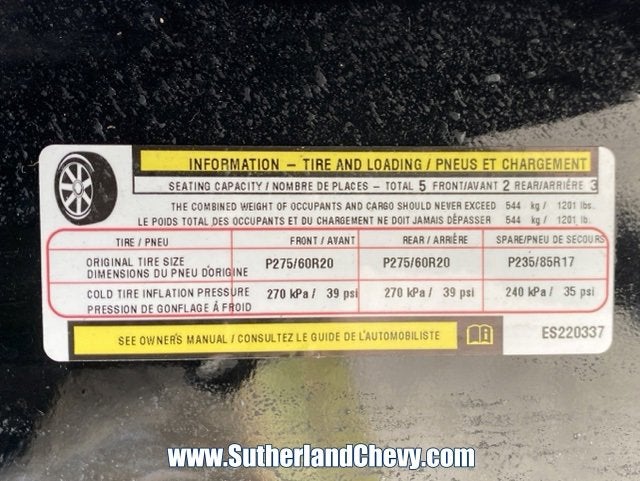 INFORMATION – TIRE AND LOADING / PNEUS ET CHARGEMENT
SEATING CAPACITY / NOMBRE DE PLACES – TOTAL 5 FRONT/AVANT 2 REAR/ARRIÈRE 3
THE COMBINED WEIGHT OF OCCUPANTS AND CARGO SHOULD NEVER EXCEED 544 kg / 1201 lbs.
LE POIDS TOTAL DES OCCUPANTS ET DU CHARGEMENT NE DOIT JAMAIS DÉPASSER 544 kg / 1201 lb.
TIRE / PNEU FRONT / AVANT REAR / ARRIÈRE SPARE/PNEU DE SECOURS
ORIGINAL TIRE SIZE P275/60R20 P275/60R20 P235/85R17
DIMENSIONS DU PNEU D'ORIGINE
COLD TIRE INFLATION PRESSURE 270 kPa / 39 psi 270 kPa / 39 psi 240 kPa / 35 psi
PRESSION DE GONFLAGE À FROID
SEE OWNER'S MANUAL / CONSULTEZ LE GUIDE DE L'AUTOMOBILISTE ES220337
www.SutherlandChevy.com